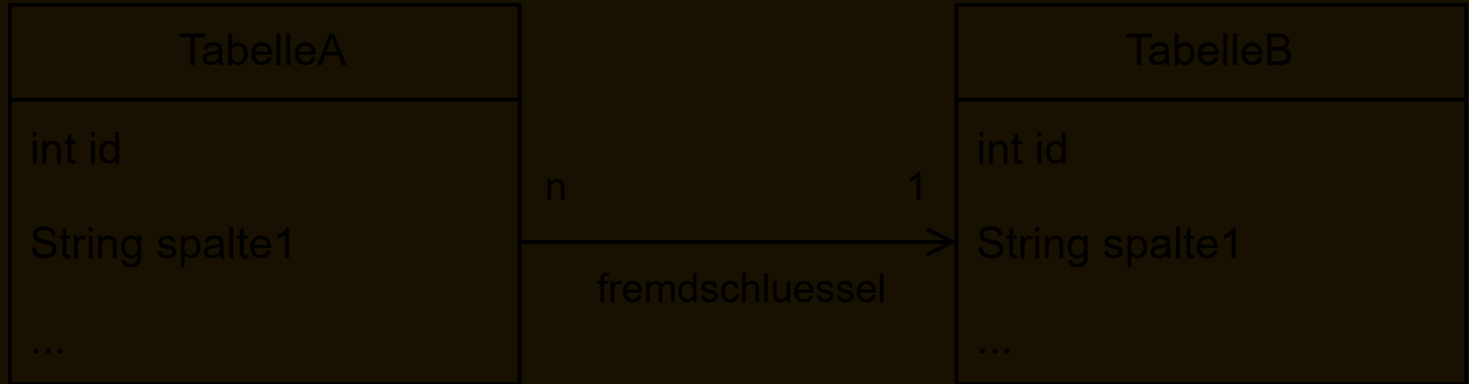 TabelleA
int id
String spalte1
...
n
1
fremdschluessel
TabelleB
int id
String spalte1
...